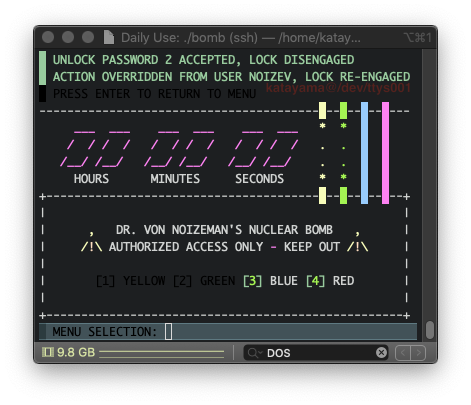 Daily Use: ./bomb (ssh) — /home/katay...
⌥⌘1
UNLOCK PASSWORD 2 ACCEPTED, LOCK DISENGAGED
ACTION OVERRIDDEN FROM USER NOIZEV, LOCK RE-ENGAGED
PRESS ENTER TO RETURN TO MENU
katayama@/dev/ttys001
HOURS MINUTES SECONDS
DR. VON NOIZEMAN'S NUCLEAR BOMB
/!\ AUTHORIZED ACCESS ONLY - KEEP OUT /!\
[1] YELLOW [2] GREEN [3] BLUE [4] RED
MENU SELECTION:
9.8 GB
DOS